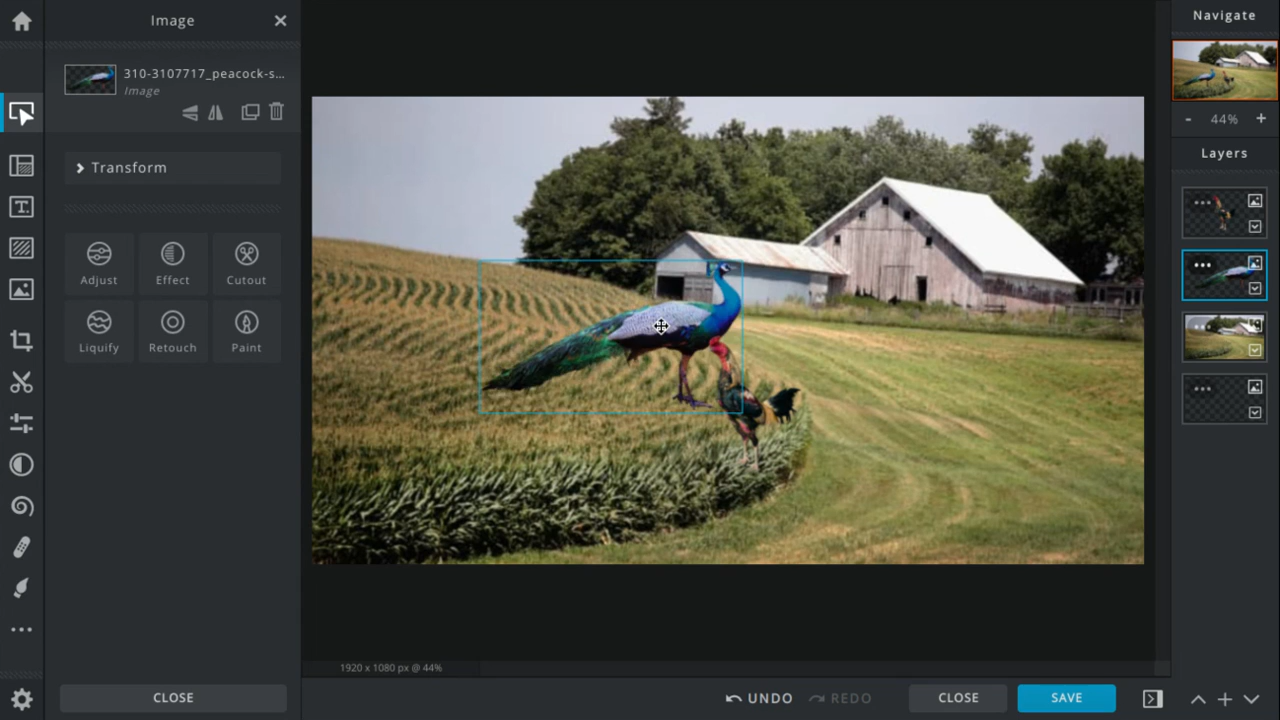 Image
Navigate
310-3107717_peacock-s...
Image
44%
Layers
Transform
Adjust
Effect
Cutout
Liquify
Retouch
Paint
1920 x 1080 px @ 44%
CLOSE
UNDO
REDO
CLOSE
SAVE